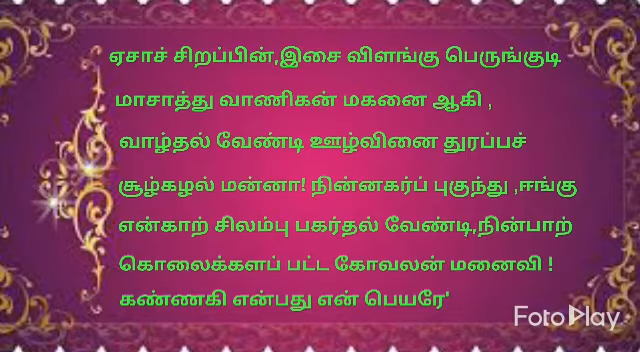 ஏசாச் சிறப்பின்,இசை விளங்கு பெருங்குடி
மாசாத்து வாணிகன் மகனை ஆகி ,
வாழ்தல் வேண்டி ஊழ்வினை துரப்பச்
சூழ்கழல் மன்னா! நின்னகர்ப் புகுந்து ,ஈங்கு
என்காற் சிலம்பு பகர்தல் வேண்டி,நின்பாற்
கொலைக்களப் பட்ட கோவலன் மனைவி !
கண்ணகி என்பது என் பெயரே'
FotoPlay